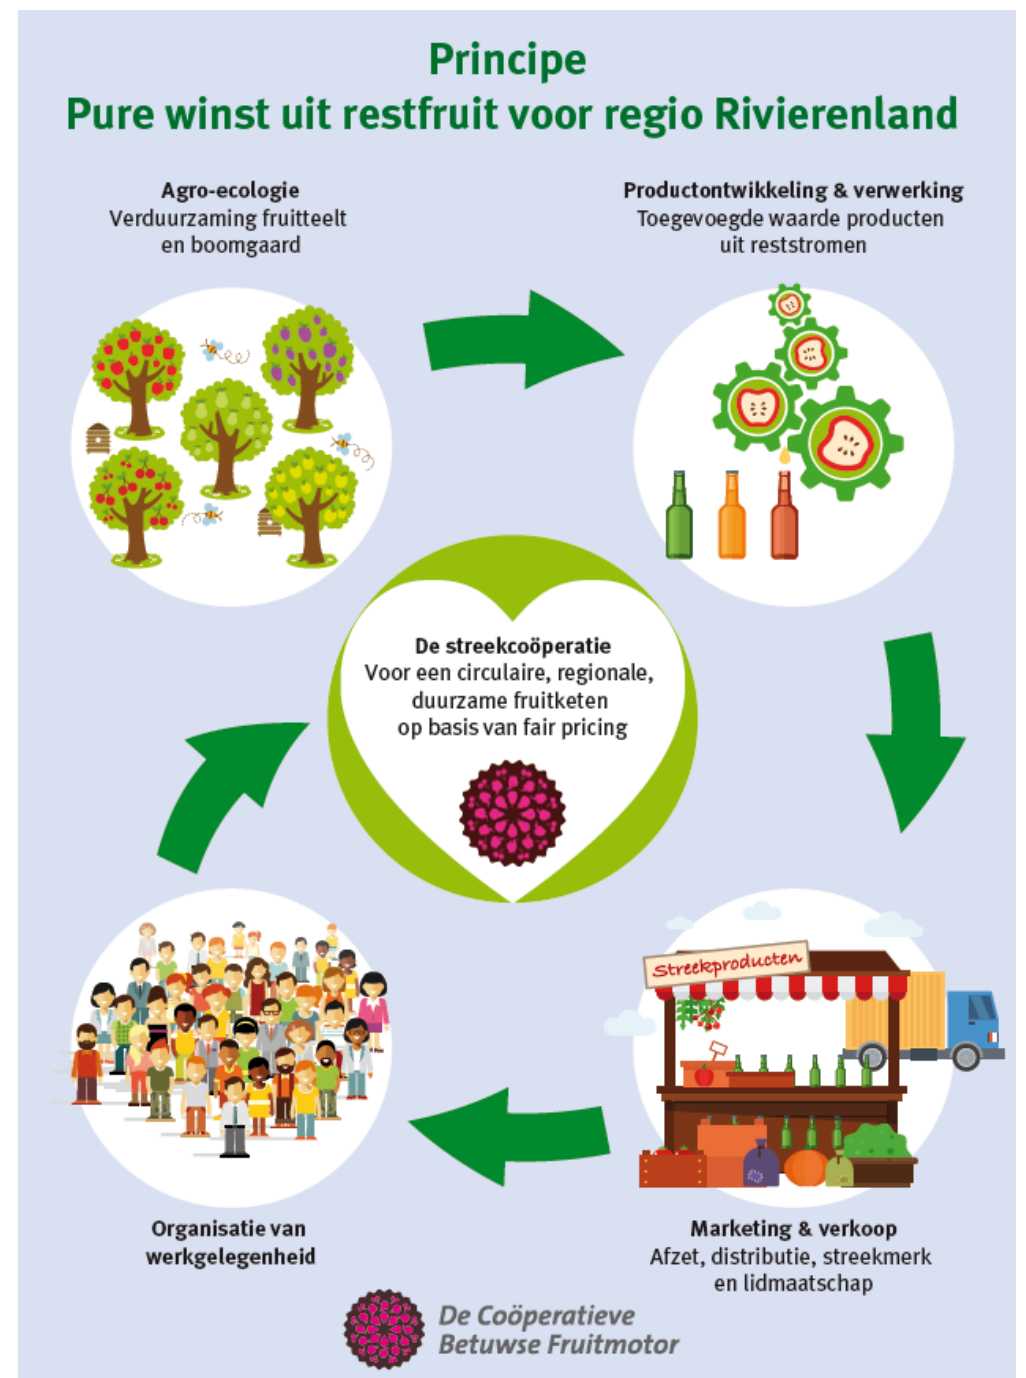 Principe
Pure winst uit restfruit voor regio Rivierenland
Agro-ecologie
Verduurzaming fruitteelt
en boomgaard
Productontwikkeling & verwerking
Toegevoegde waarde producten
uit reststromen
De streekcoöperatie
Voor een circulaire, regionale,
duurzame fruitketen
op basis van fair pricing
Streekproducten
Organisatie van
werkgelegenheid
Marketing & verkoop
Afzet, distributie, streekmerk
en lidmaatschap
De Coöperatieve
Betuwse Fruitmotor